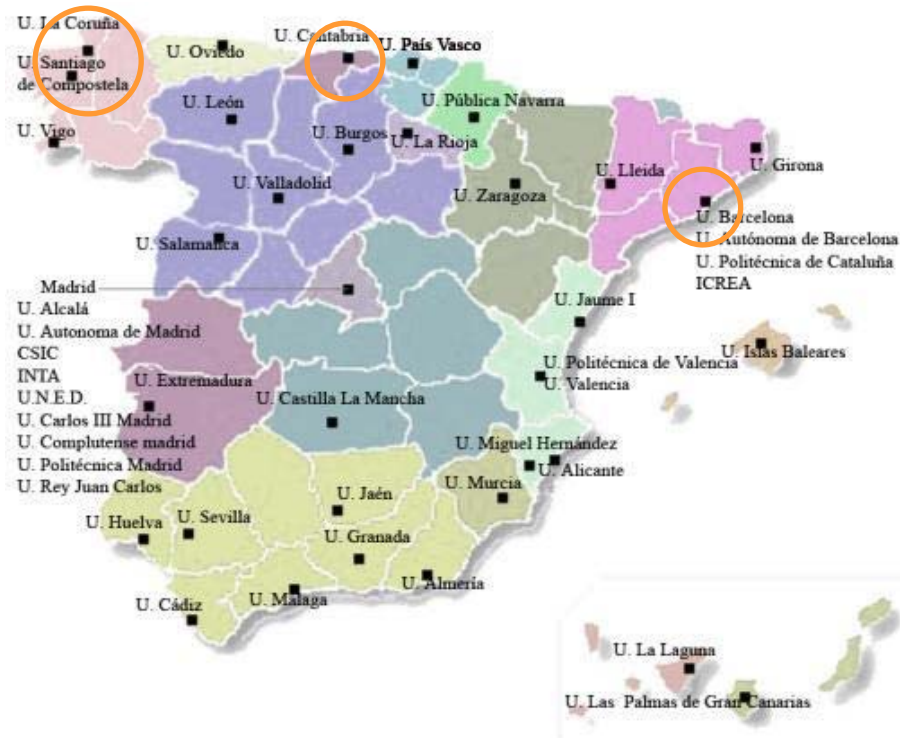 U. La Coruña
U. Santiago
de Compostela
U. Vigo
U. Oviedo
U. Cantabria
U. País Vasco
U. León
U. Pública Navarra
U. Burgos
U. La Rioja
U. Valladolid
U. Zaragoza
U. Lleida
U. Girona
U. Salamanca
U. Barcelona
U. Autónoma de Barcelona
U. Politécnica de Cataluña
ICREA
Madrid
U. Alcalá
U. Autonoma de Madrid
CSIC
INTA
U.N.E.D.
U. Carlos III Madrid
U. Complutense madrid
U. Politécnica Madrid
U. Rey Juan Carlos
U. Jaume I
U. Islas Baleares
U. Politécnica de Valencia
U. Valencia
U. Extremadura
U. Castilla La Mancha
U. Miguel Hernández
U. Alicante
U. Murcia
U. Jaén
U. Huelva
U. Sevilla
U. Granada
U. Almería
U. Cádiz
U. Málaga
U. La Laguna
U. Las Palmas de Gran Canarias